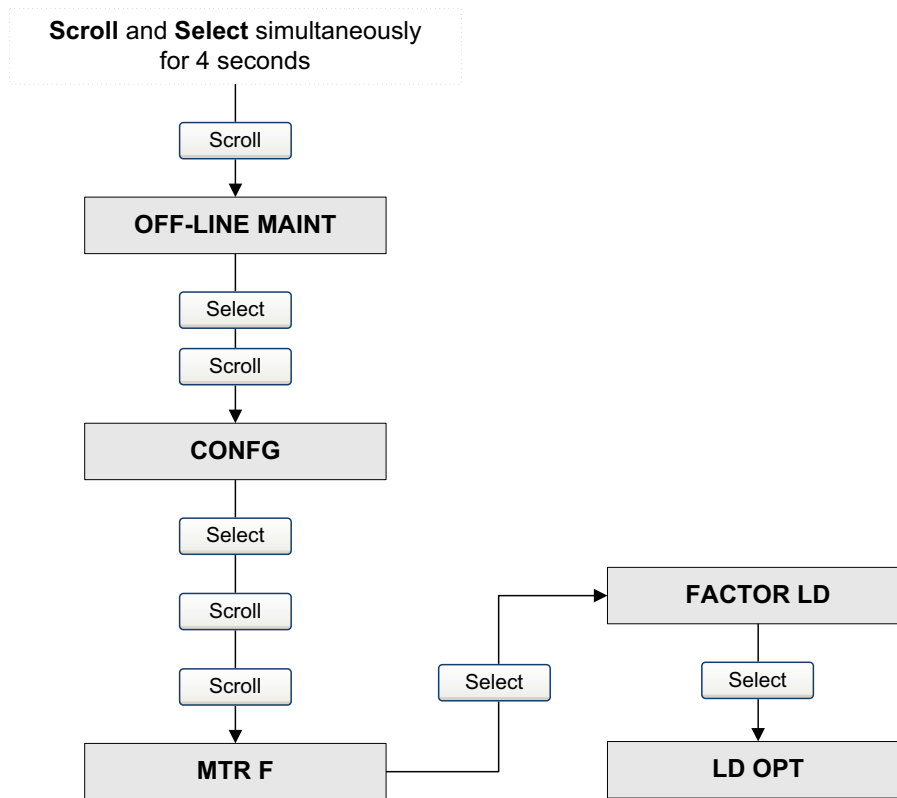 Scroll and Select simultaneously
for 4 seconds
Scroll
OFF-LINE MAINT
Select
Scroll
CONFG
Select
Scroll
Scroll
MTR F
Select
FACTOR LD
Select
LD OPT